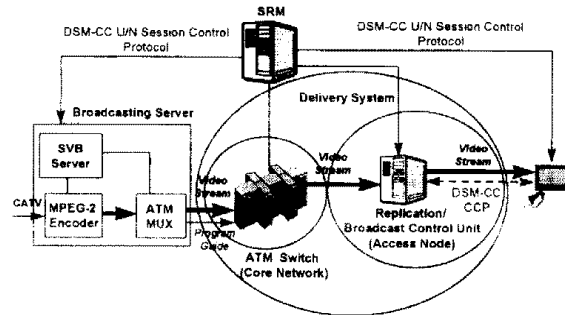 SRM
DSM-CC U/N Session Control
Protocol
DSM-CC U/N Session Control
Protocol
Delivery System
Broadcasting Server
SVB
Server
CATV
MPEG-2
Encoder
ATM
MUX
Video
Stream
Program
Guide
ATM Switch
(Core Network)
Video
Stream
Replication/
Broadcast Control Unit
(Access Node)
Video
Stream
DSM-CC
CCP